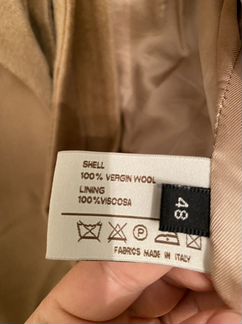 SHELL
100% VERGIN WOOL
LINING
100%VISCOSA
48
P
FABRICS MADE IN ITALY